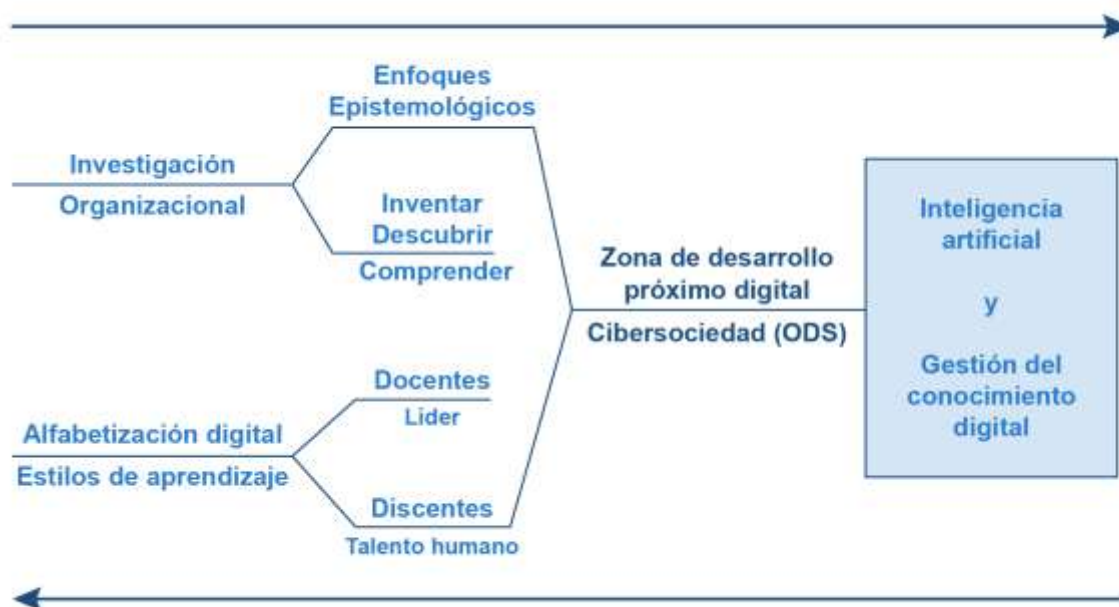 Enfoques
Epistemológicos
Investigación
Organizacional
Inventar
Descubrir
Comprender
Zona de desarrollo
próximo digital
Cibersociedad (ODS)
Docentes
Lider
Alfabetización digital
Estilos de aprendizaje
Discentes
Talento humano
Inteligencia
artificial
y
Gestión del
conocimiento
digital